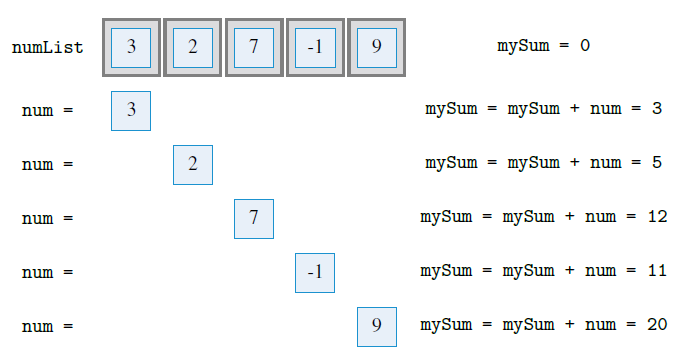 numList 3 2 7 -1 9 mySum = 0
num = 3 mySum = mySum + num = 3
num = 2 mySum = mySum + num = 5
num = 7 mySum = mySum + num = 12
num = -1 mySum = mySum + num = 11
num = 9 mySum = mySum + num = 20